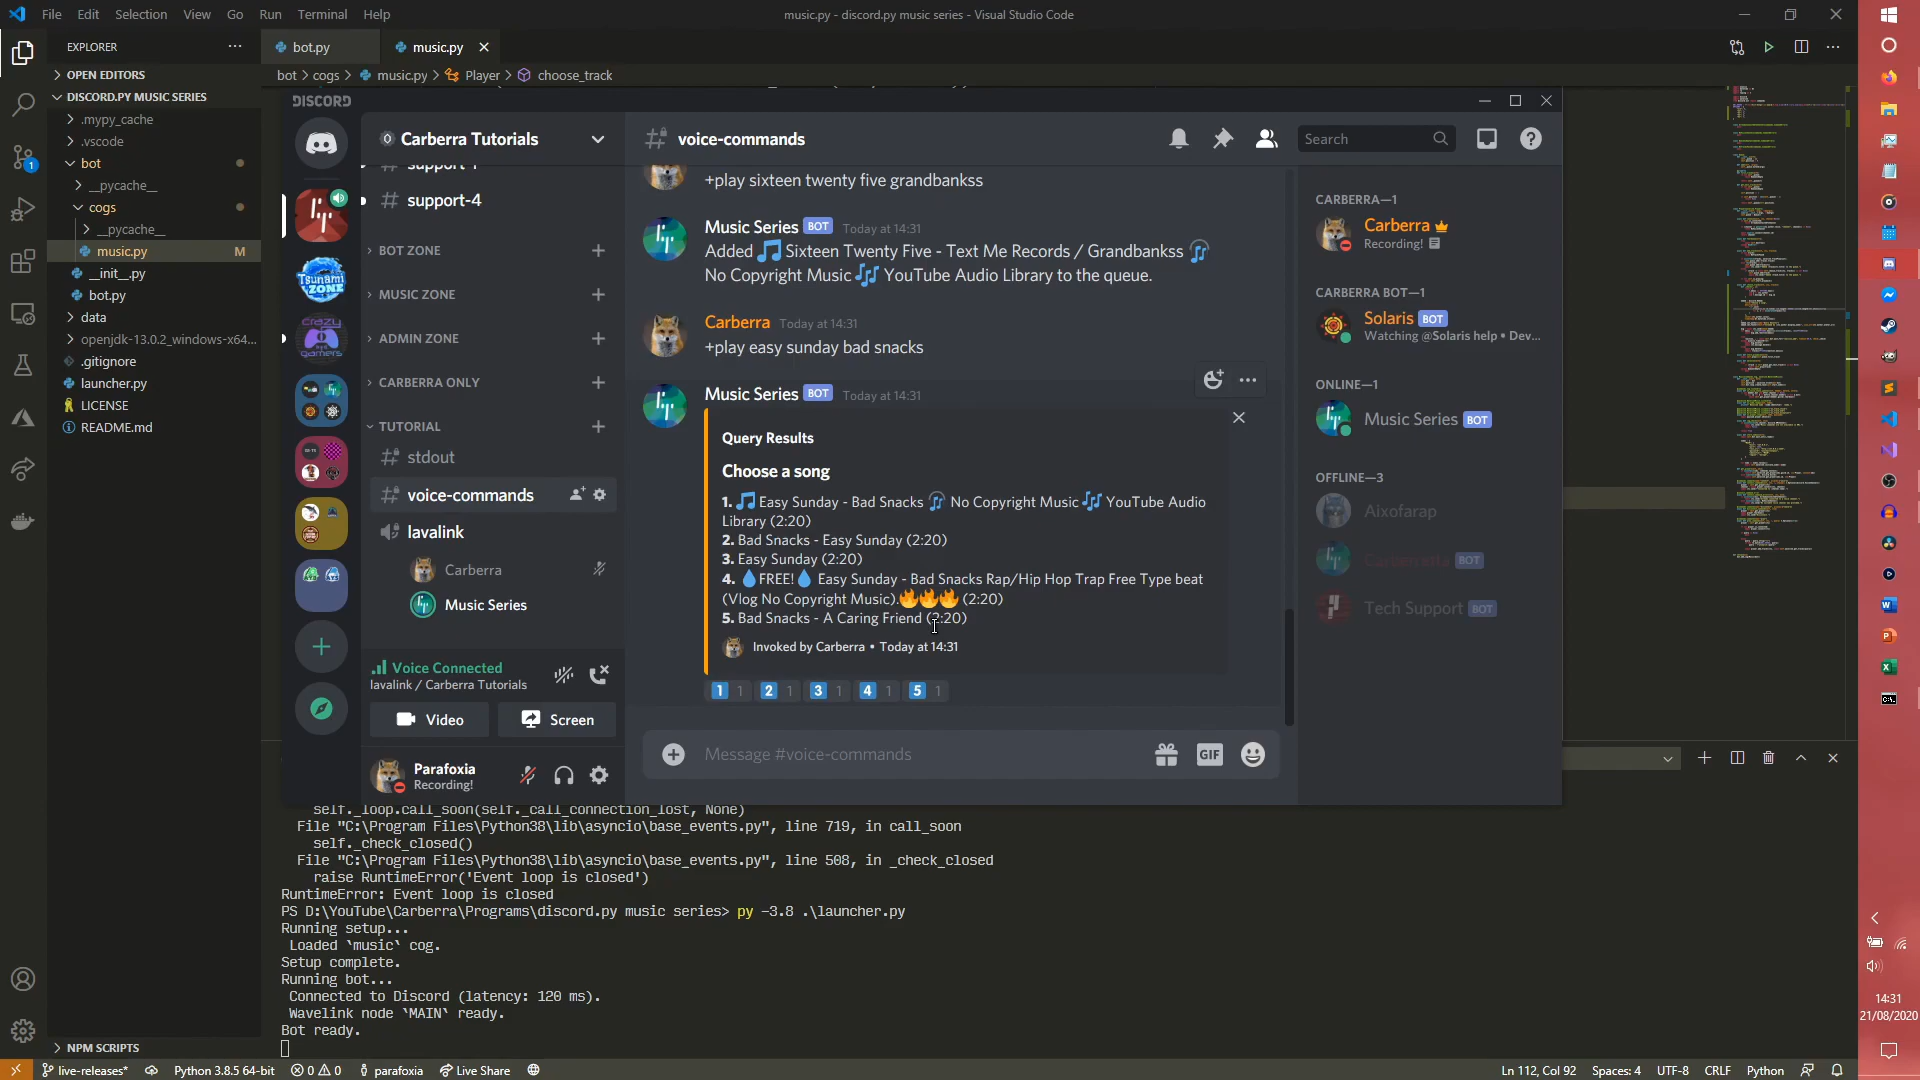 File Edit Selection View Go Run Terminal Help
music.py - discord.py music series - Visual Studio Code
EXPLORER
bot.py
music.py
OPEN EDITORS
DISCORD.PY MUSIC SERIES
bot > cogs > music.py > Player > choose_track
.mypy_cache
.vscode
bot
__pycache__
cogs
__pycache__
music.py M
__init__.py
bot.py
data
openjdk-13.0.2_windows-x64...
.gitignore
launcher.py
LICENSE
README.md
NPM SCRIPTS
DISCORD
Carberra Tutorials
support-4
BOT ZONE
MUSIC ZONE
ADMIN ZONE
CARBERRA ONLY
TUTORIAL
stdout
voice-commands
lavalink
Carberra
Music Series
Voice Connected
lavalink / Carberra Tutorials
Video
Screen
Parafoxia
Recording!
Tsunami ZONE
voice-commands
Search
+play sixteen twenty five grandbankss
Music Series BOT Today at 14:31
Added 🎵 Sixteen Twenty Five - Text Me Records / Grandbankss 🎧
No Copyright Music 🎶 YouTube Audio Library to the queue.
Carberra Today at 14:31
+play easy sunday bad snacks
Music Series BOT Today at 14:31
Query Results
Choose a song
1. 🎵 Easy Sunday - Bad Snacks 🎧 No Copyright Music 🎶 YouTube Audio
Library (2:20)
2. Bad Snacks - Easy Sunday (2:20)
3. Easy Sunday (2:20)
4. 💧FREE!💧 Easy Sunday - Bad Snacks Rap/Hip Hop Trap Free Type beat
(Vlog No Copyright Music).🔥🔥🔥 (2:20)
5. Bad Snacks - A Caring Friend (2:20)
Invoked by Carberra • Today at 14:31
1 1 2 1 3 1 4 1 5 1
Message #voice-commands
GIF
CARBERRA—1
Carberra
Recording!
CARBERRA BOT—1
Solaris BOT
Watching @Solaris help • Dev...
ONLINE—1
Music Series BOT
OFFLINE—3
Aixofarap
BOT
Tech Support BOT
self._loop.call_soon(self._call_connection_lost, None)
File "C:\Program Files\Python38\lib\asyncio\base_events.py", line 719, in call_soon
self._check_closed()
File "C:\Program Files\Python38\lib\asyncio\base_events.py", line 508, in _check_closed
raise RuntimeError('Event loop is closed')
RuntimeError: Event loop is closed
PS D:\YouTube\Carberra\Programs\discord.py music series> py -3.8 .\launcher.py
Running setup...
Loaded `music` cog.
Setup complete.
Running bot...
Connected to Discord (latency: 120 ms).
Wavelink node `MAIN` ready.
Bot ready.
live-releases* Python 3.8.5 64-bit 0 0 parafoxia Live Share
Ln 112, Col 92 Spaces: 4 UTF-8 CRLF Python
14:31
21/08/2020